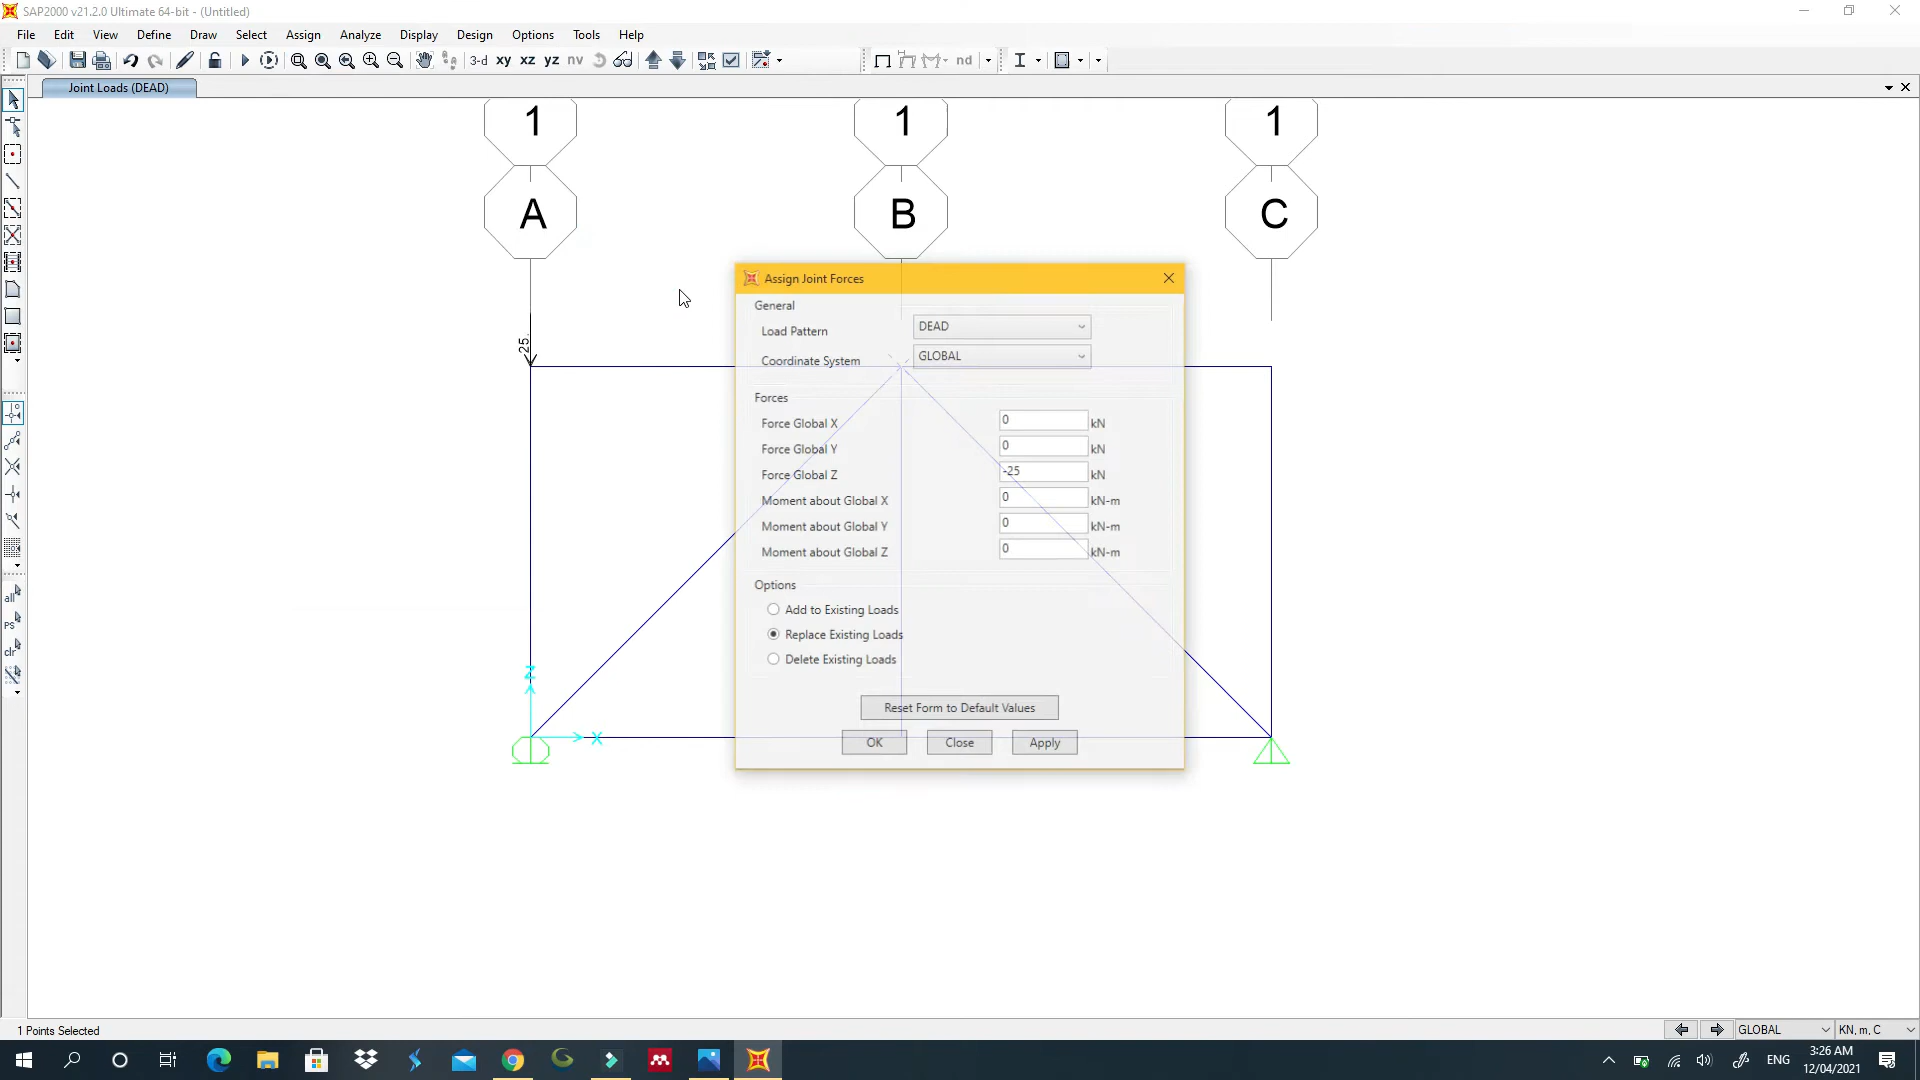 SAP2000 v21.2.0 Ultimate 64-bit - (Untitled)
File Edit View Define Draw Select Assign Analyze Display Design Options Tools Help
3-d xy xz yz nv nd
Joint Loads (DEAD)
1 1 1
A B C
Assign Joint Forces
General
Load Pattern DEAD
Coordinate System GLOBAL
25.
Forces
Force Global X 0 kN
Force Global Y 0 kN
Force Global Z -25 kN
Moment about Global X 0 kN-m
Moment about Global Y 0 kN-m
Moment about Global Z 0 kN-m
Options
Add to Existing Loads
Replace Existing Loads
Delete Existing Loads
all
PS
clr
Z
Reset Form to Default Values
X
OK Close Apply
1 Points Selected
GLOBAL KN, m, C
ENG
3:26 AM
12/04/2021